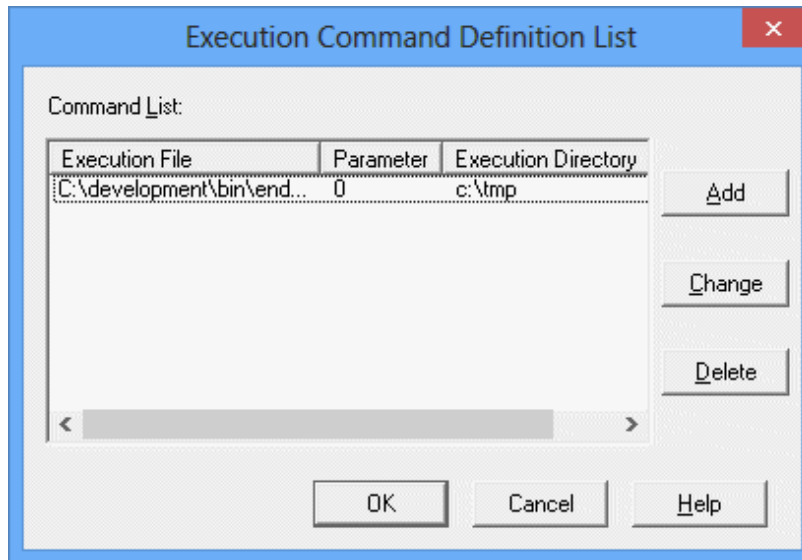 Execution Command Definition List
Command List:
Execution File Parameter Execution Directory
C:\development\bin\end... 0 c:\tmp
Add
Change
Delete
OK Cancel Help